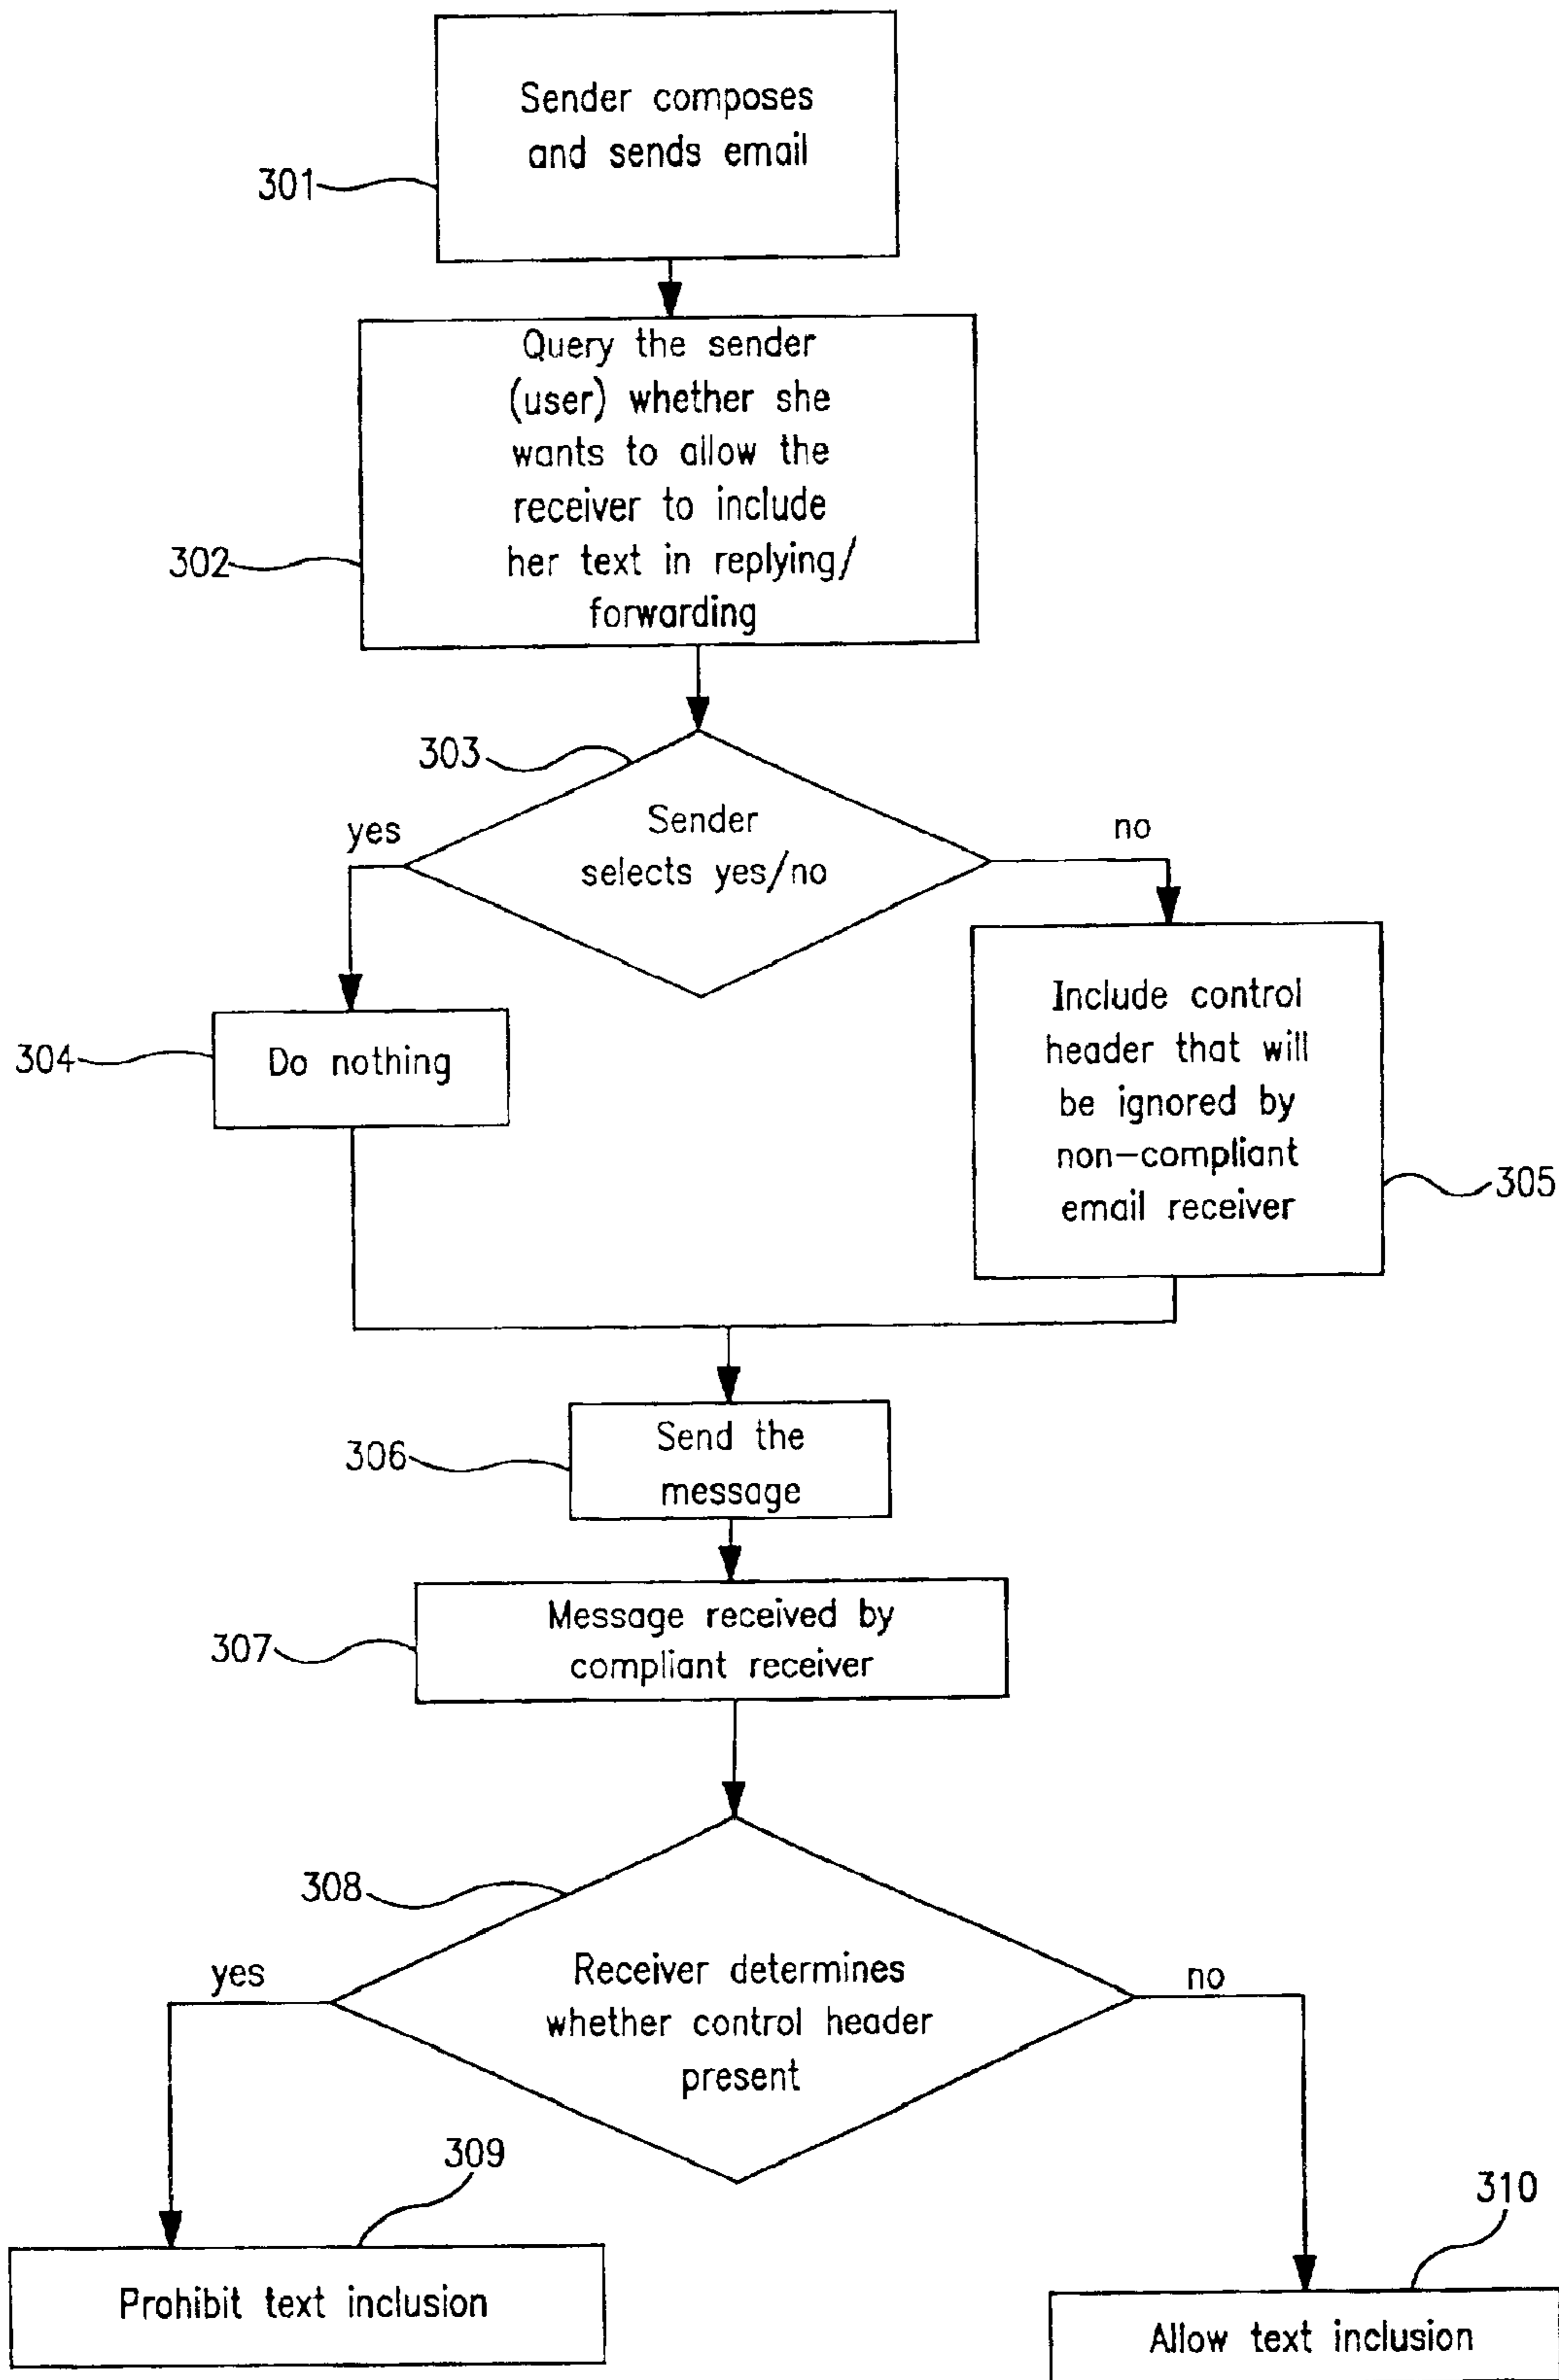 Sender composes
and sends email
301
Query the sender
(user) whether she
wants to allow the
receiver to include
her text in replying/
forwarding
302
303
Sender
selects yes/no
yes
no
304
Do nothing
Include control
header that will
be ignored by
non-compliant
email receiver
305
306
Send the
message
307
Message received by
compliant receiver
308
Receiver determines
whether control header
present
yes
no
309
Prohibit text inclusion
310
Allow text inclusion